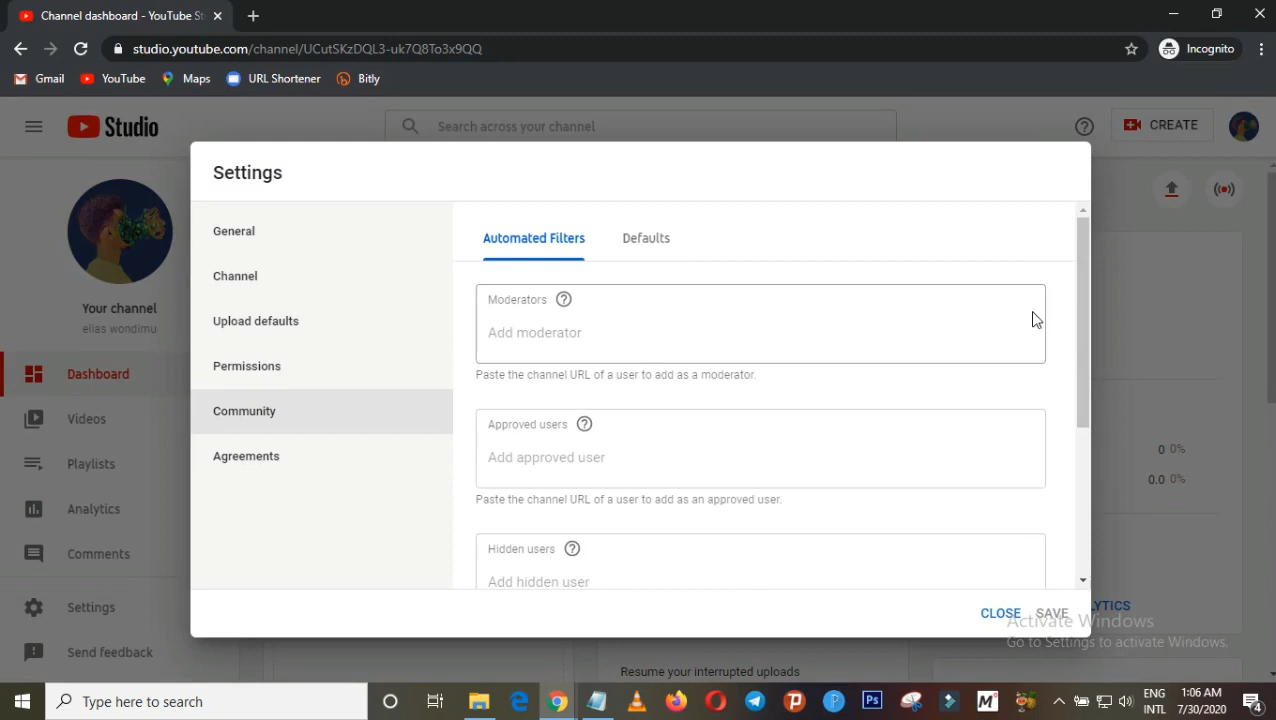 Channel dashboard - YouTube St
studio.youtube.com/channel/UCutSKzDQL3-uk7Q8To3x9QQ
Incognito
Gmail YouTube Maps URL Shortener Bitly
Studio
Search across your channel
CREATE
Settings
General
Channel
Upload defaults
Permissions
Community
Agreements
Automated Filters Defaults
Moderators
Add moderator
Paste the channel URL of a user to add as a moderator.
Approved users
Add approved user
Paste the channel URL of a user to add as an approved user.
Hidden users
Add hidden user
CLOSE SAVE
Your channel
elias wondimu
Dashboard
Videos
Playlists
Analytics
Comments
Settings
Send feedback
0 0%
0.0 0%
LYTICS
Activate Windows
Go to Settings to activate Windows.
Resume your interrupted uploads
Type here to search
ENG
INTL
1:06 AM
7/30/2020
4